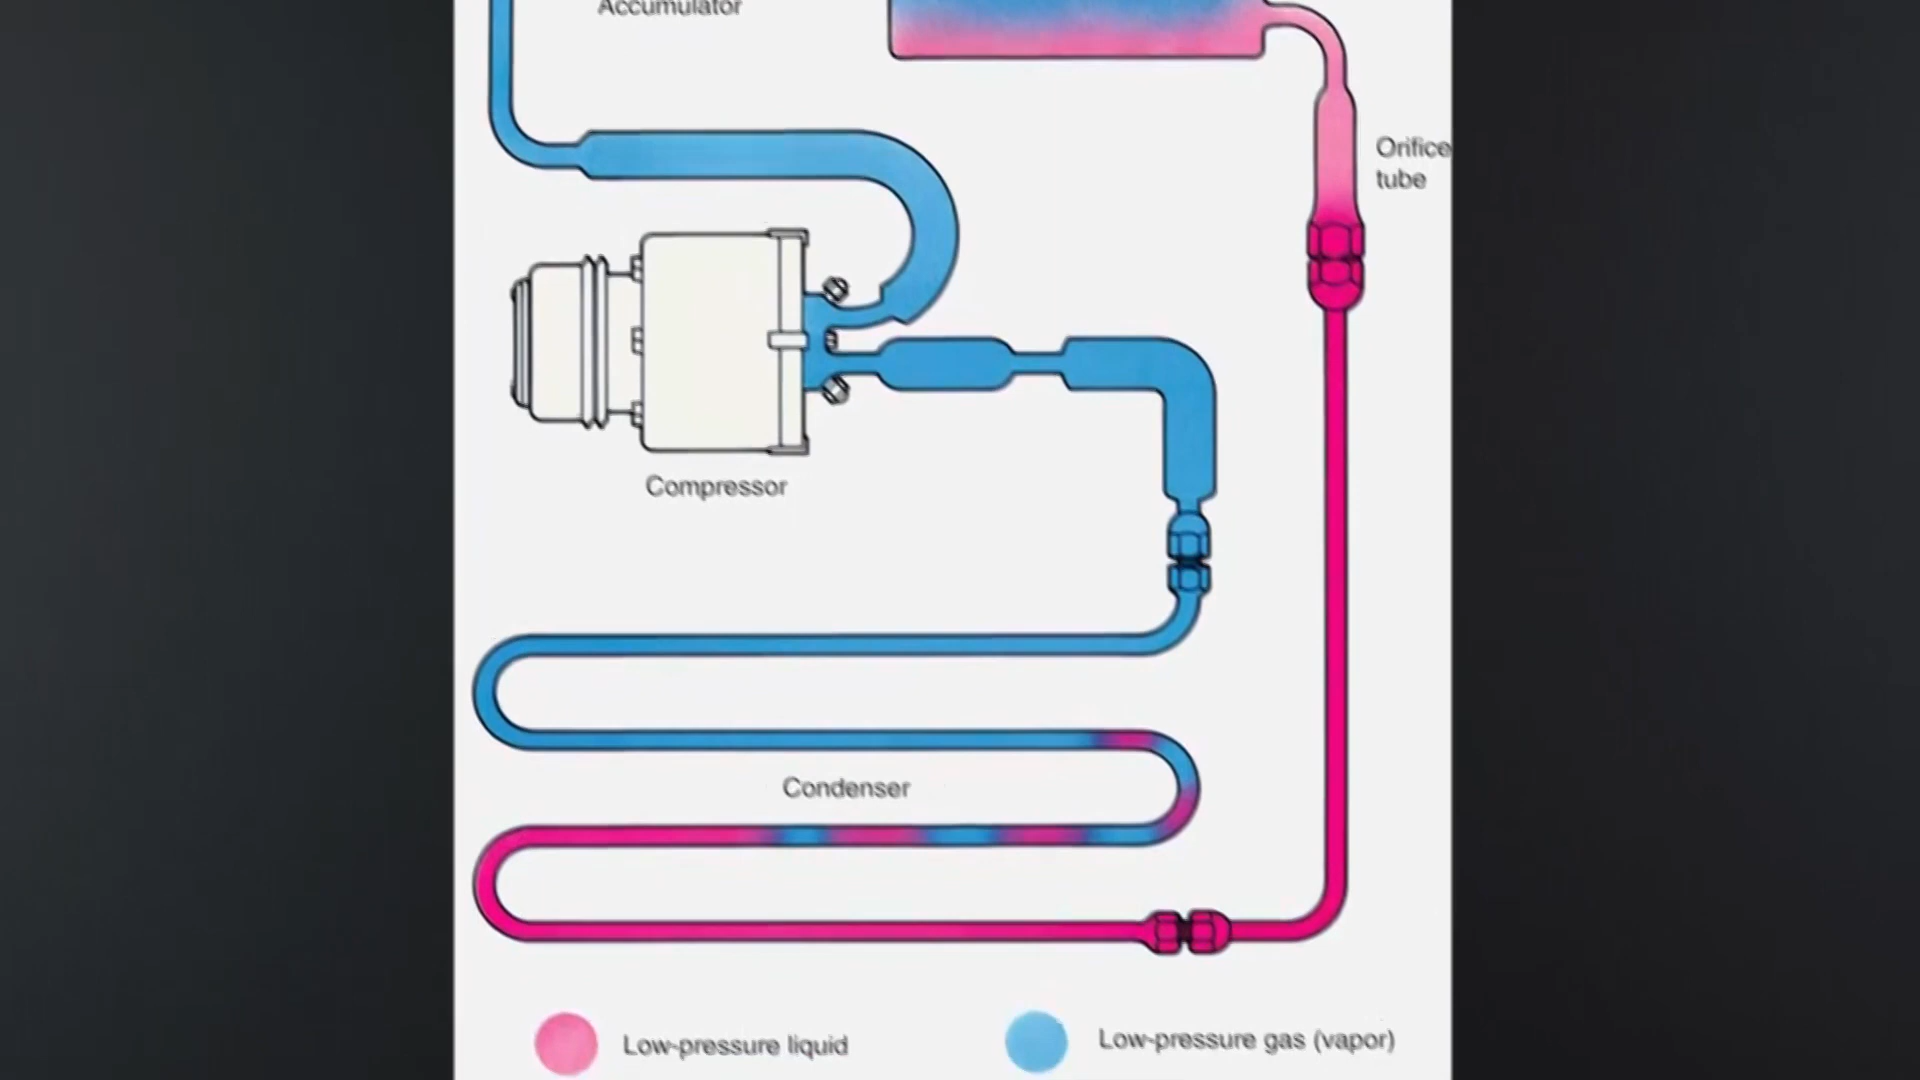 Accumulator
Orifice
tube
Compressor
Condenser
Low-pressure liquid
Low-pressure gas (vapor)